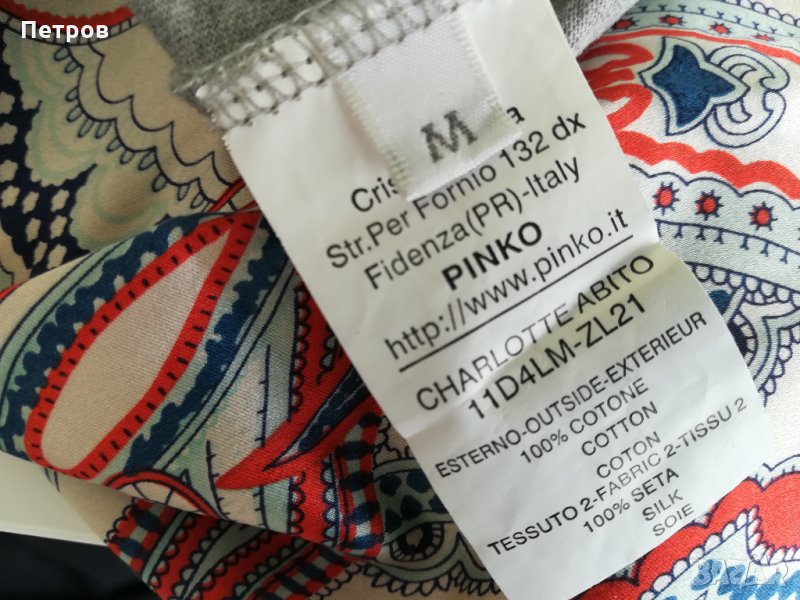 Петров
M
Str.Per Fornio 132 dx
Fidenza(PR)-Italy
PINKO
http://www.pinko.it
CHARLOTTE ABITO
11D4LM-ZL21
ESTERNO-OUTSIDE-EXTERIEUR
100% COTONE
COTTON
COTON
TESSUTO 2-FABRIC 2-TISSU 2
100% SETA
SILK
SOIE